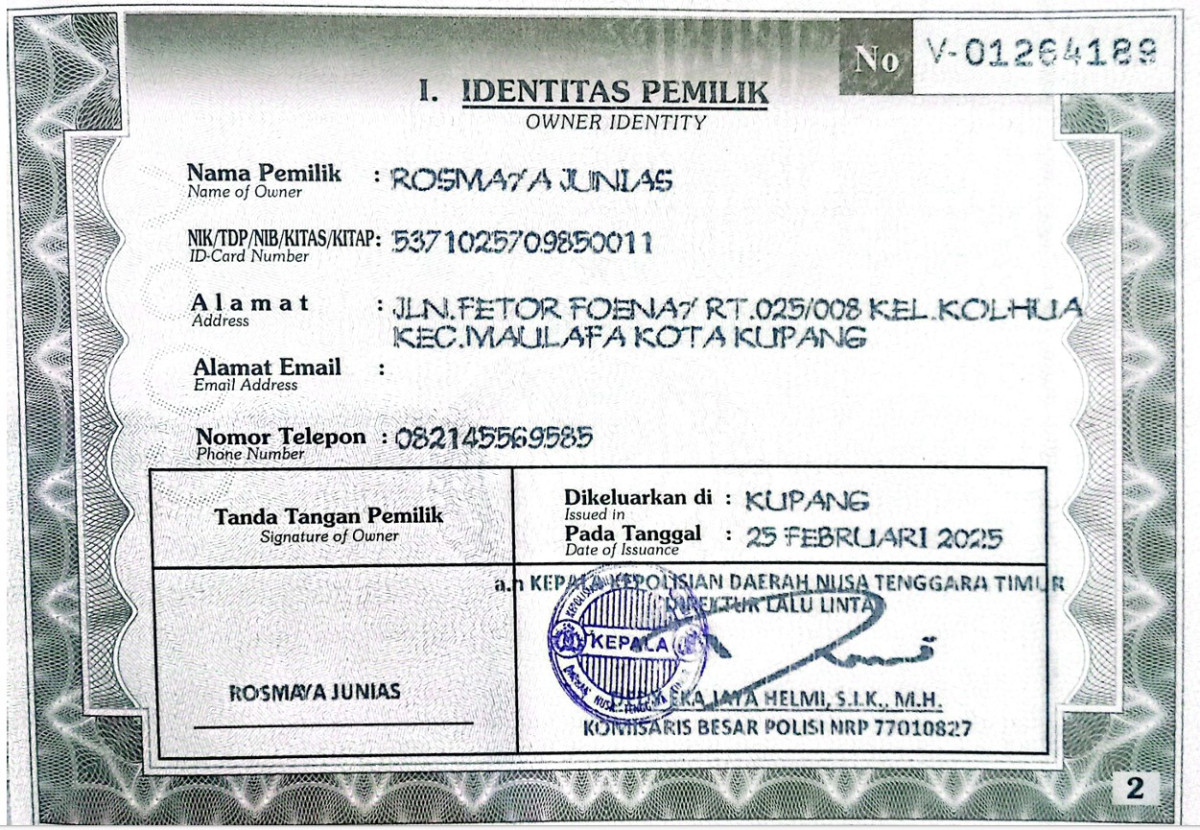 No V-01264189
I. IDENTITAS PEMILIK
OWNER IDENTITY
Nama Pemilik : ROSMAYA JUNIAS
Name of Owner
NIK/TDP/NIB/KITAS/KITAP: 5371025709850011
ID-Card Number
Alamat : JLN.FETOR FOENAY RT.025/008 KEL.KOLHUA
Address
KEC.MAULAFA KOTA KUPANG
Alamat Email :
Email Address
Nomor Telepon : 082145569585
Phone Number
Tanda Tangan Pemilik
Signature of Owner
Dikeluarkan di : KUPANG
Issued in
Pada Tanggal : 25 FEBRUARI 2025
Date of Issuance
a.n KEPALA KEPOLISIAN DAERAH NUSA TENGGARA TIMUR
DIREKTUR LALU LINTA
KEPALA
ROSMAYA JUNIAS
EKA JAYA HELMI, S.I.K., M.H.
KOMISARIS BESAR POLISI NRP 77010827
2